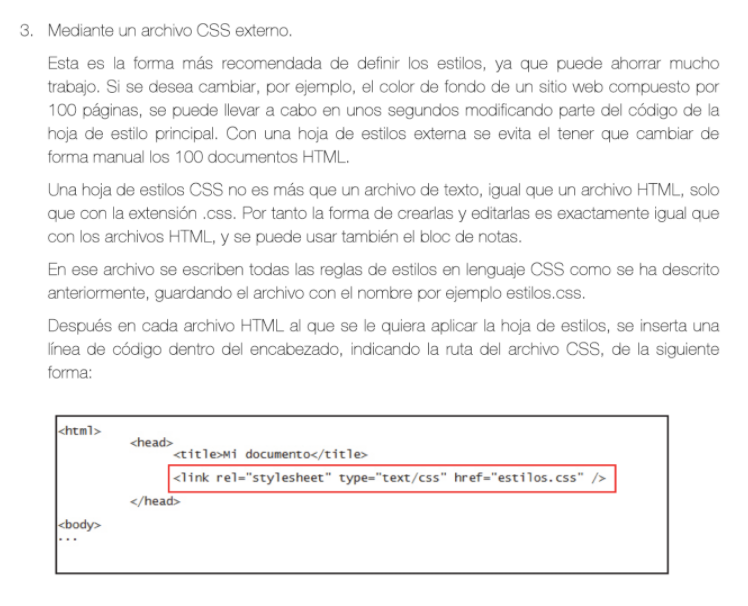 3. Mediante un archivo CSS externo.
Esta es la forma más recomendada de definir los estilos, ya que puede ahorrar mucho
trabajo. Si se desea cambiar, por ejemplo, el color de fondo de un sitio web compuesto por
100 páginas, se puede llevar a cabo en unos segundos modificando parte del código de la
hoja de estilo principal. Con una hoja de estilos externa se evita el tener que cambiar de
forma manual los 100 documentos HTML.
Una hoja de estilos CSS no es más que un archivo de texto, igual que un archivo HTML, solo
que con la extensión .css. Por tanto la forma de crearlas y editarlas es exactamente igual que
con los archivos HTML, y se puede usar también el bloc de notas.
En ese archivo se escriben todas las reglas de estilos en lenguaje CSS como se ha descrito
anteriormente, guardando el archivo con el nombre por ejemplo estilos.css.
Después en cada archivo HTML al que se le quiera aplicar la hoja de estilos, se inserta una
línea de código dentro del encabezado, indicando la ruta del archivo CSS, de la siguiente
forma:
<html>
<head>
<title>Mi documento</title>
<link rel="stylesheet" type="text/css" href="estilos.css" />
</head>
<body>
...